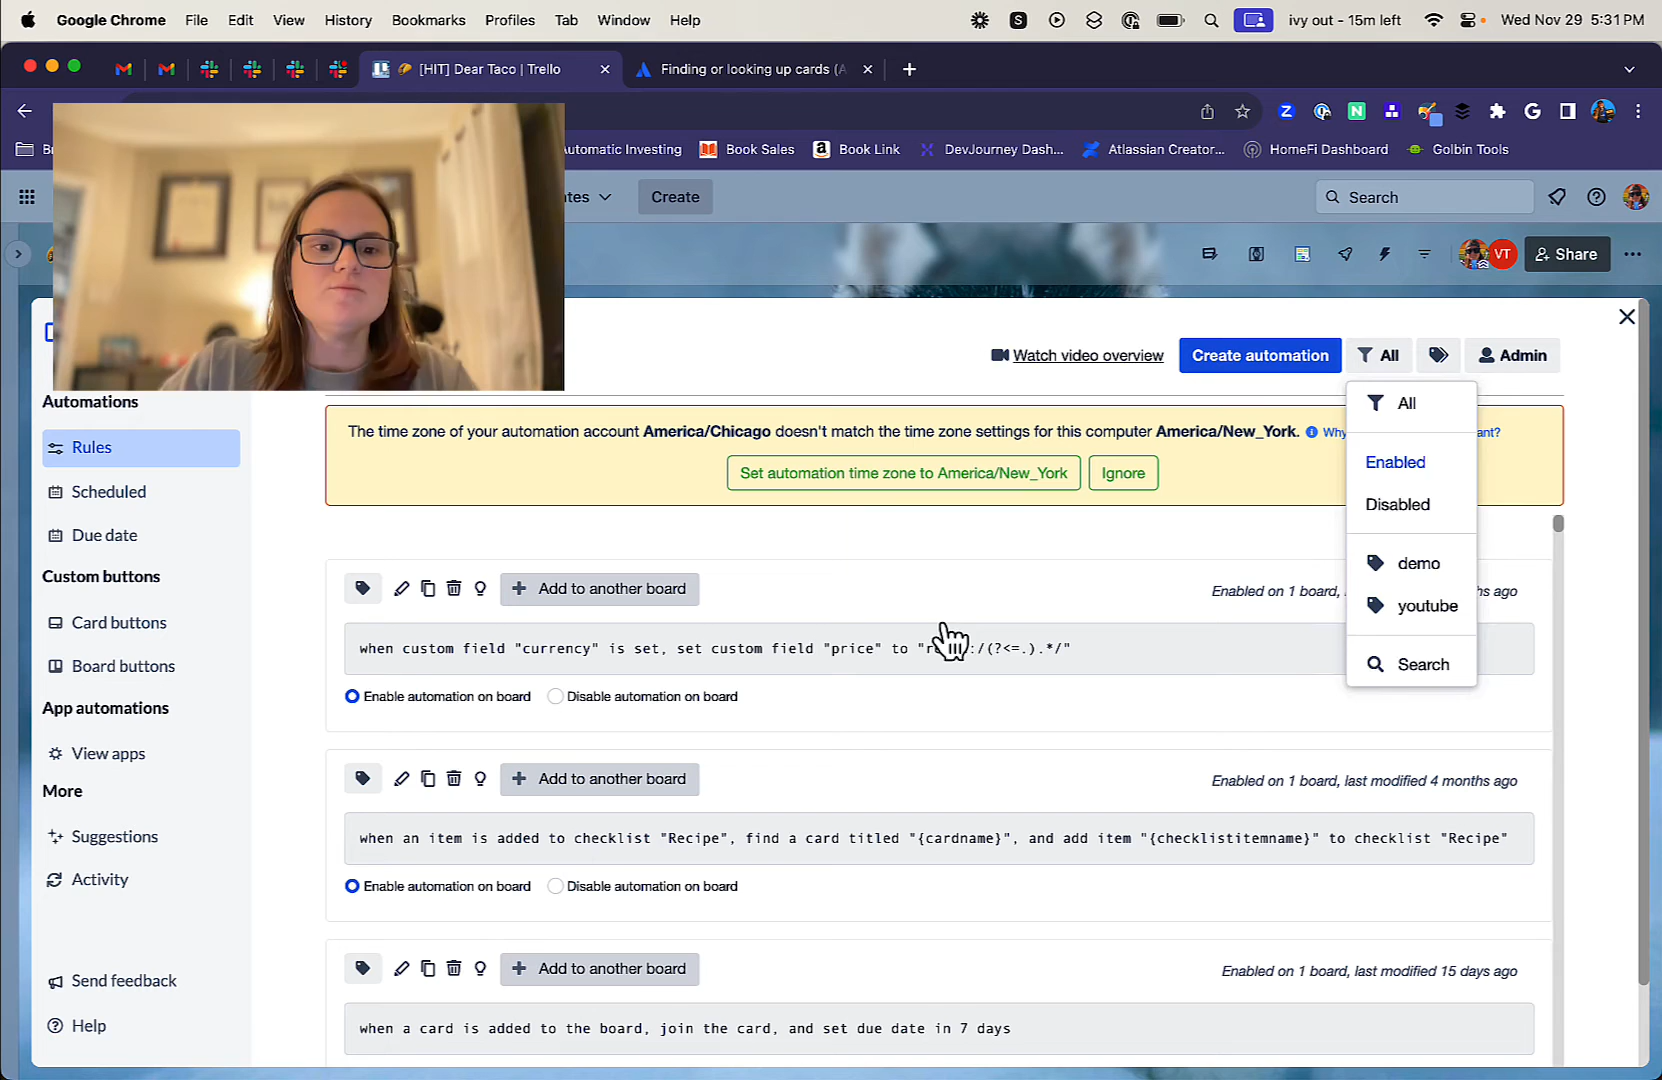 Google Chrome File Edit View History Bookmarks Profiles Tab Window Help ivy out - 15m left Wed Nov 29 5:31 PM
[HIT] Dear Taco | Trello Finding or looking up cards (A
Automatic Investing Book Sales Book Link DevJourney Dash... Atlassian Creator... HomeFi Dashboard Golbin Tools
Create Search
VT Share
Watch video overview Create automation All Admin
Automations
The time zone of your automation account America/Chicago doesn't match the time zone settings for this computer America/New_York. Why ant?
Set automation time zone to America/New_York Ignore
All
Enabled
Disabled
demo
youtube
Search
Rules
Scheduled
Due date
Custom buttons
Card buttons
Board buttons
App automations
View apps
More
Suggestions
Activity
Send feedback
Help
Add to another board Enabled on 1 board, hs ago
when custom field "currency" is set, set custom field "price" to :/(?<=.).*/"
Enable automation on board Disable automation on board
Add to another board Enabled on 1 board, last modified 4 months ago
when an item is added to checklist "Recipe", find a card titled "{cardname}", and add item "{checklistitemname}" to checklist "Recipe"
Enable automation on board Disable automation on board
Add to another board Enabled on 1 board, last modified 15 days ago
when a card is added to the board, join the card, and set due date in 7 days